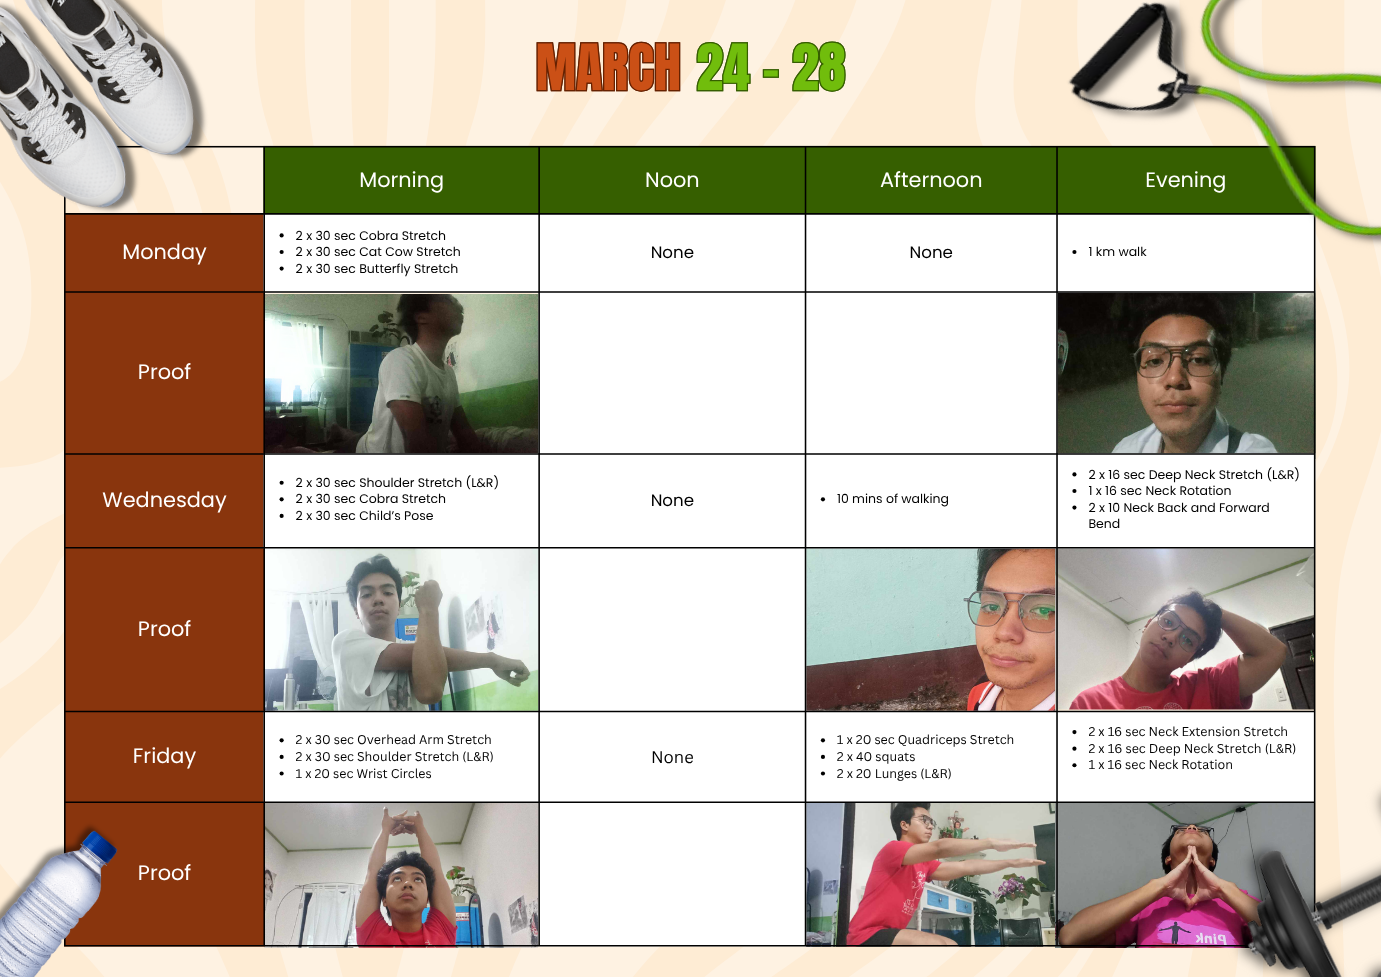 MARCH 24 - 28
Morning
Noon
Afternoon
Evening
Monday
• 2 x 30 sec Cobra Stretch
• 2 x 30 sec Cat Cow Stretch
• 2 x 30 sec Butterfly Stretch
None
None
• 1 km walk
Proof
Wednesday
• 2 x 30 sec Shoulder Stretch (L&R)
• 2 x 30 sec Cobra Stretch
• 2 x 30 sec Child's Pose
None
• 10 mins of walking
• 2 x 16 sec Deep Neck Stretch (L&R)
• 1 x 16 sec Neck Rotation
• 2 x 10 Neck Back and Forward
Bend
Proof
Friday
• 2 x 30 sec Overhead Arm Stretch
• 2 x 30 sec Shoulder Stretch (L&R)
• 1 x 20 sec Wrist Circles
None
• 1 x 20 sec Quadriceps Stretch
• 2 x 40 squats
• 2 x 20 Lunges (L&R)
• 2 x 16 sec Neck Extension Stretch
• 2 x 16 sec Deep Neck Stretch (L&R)
• 1 x 16 sec Neck Rotation
Proof
Pink